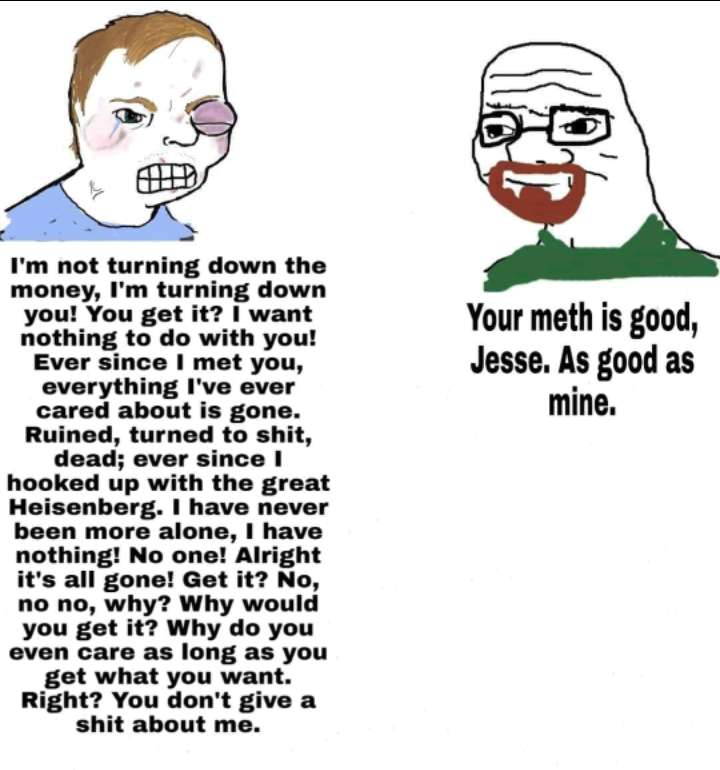 I'm not turning down the
money, I'm turning down
you! You get it? I want
nothing to do with you!
Ever since I met you,
everything I've ever
cared about is gone.
Ruined, turned to shit,
dead; ever since I
hooked up with the great
Heisenberg. I have never
been more alone, I have
nothing! No one! Alright
it's all gone! Get it? No,
no no, why? Why would
you get it? Why do you
even care as long as you
get what you want.
Right? You don't give a
shit about me.
Your meth is good,
Jesse. As good as
mine.